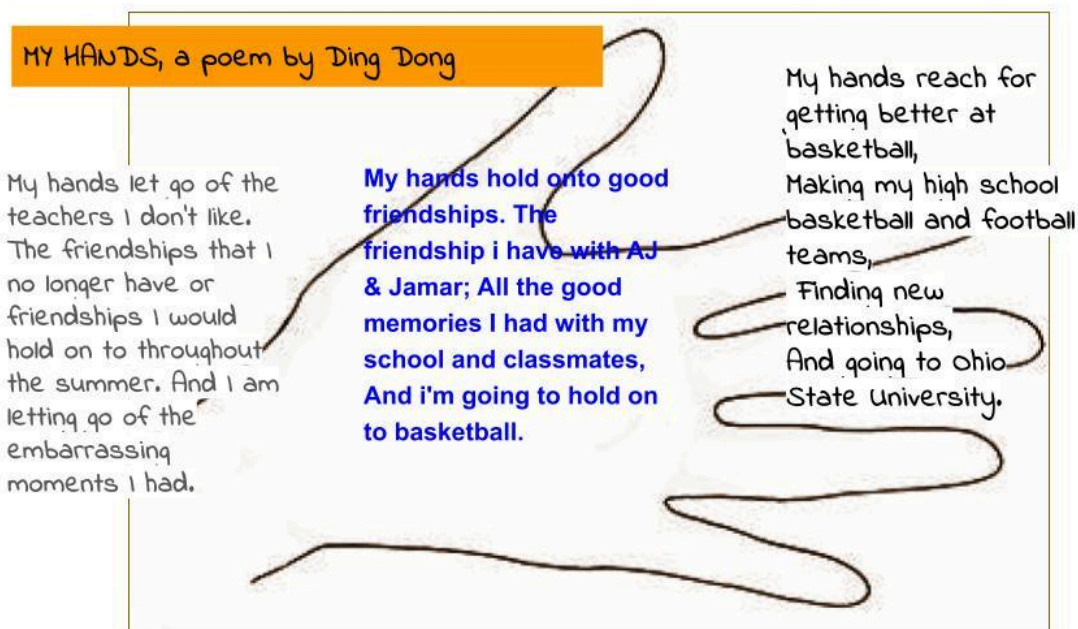 MY HANDS, a poem by Ding Dong
My hands let go of the
teachers I don't like.
The friendships that I
no longer have or
friendships I would
hold on to throughout
the summer. And I am
letting go of the
embarrassing
moments I had.
My hands hold onto good
friendships. The
friendship i have with AJ
& Jamar; All the good
memories I had with my
school and classmates,
And i'm going to hold on
to basketball.
My hands reach for
getting better at
basketball,
Making my high school
basketball and football
teams,
Finding new
relationships,
And going to Ohio
State University.